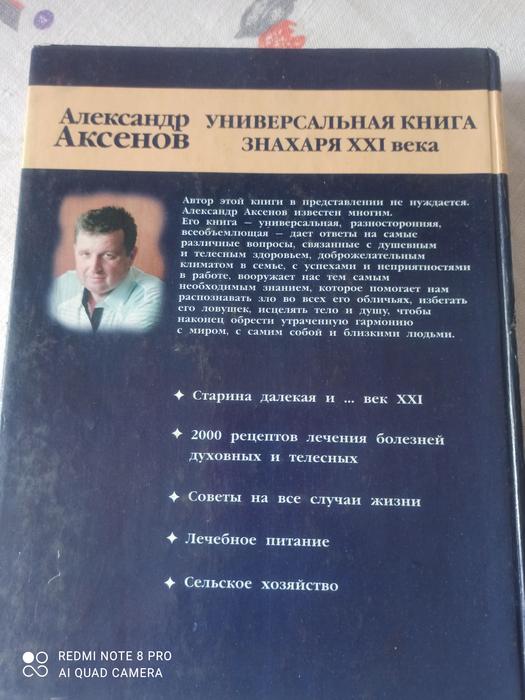 Александр
Аксенов
УНИВЕРСАЛЬНАЯ КНИГА
ЗНАХАРЯ XXI века
Автор этой книги в представлении не нуждается.
Александр Аксенов известен многим.
Его книга — универсальная, разносторонняя,
всеобъемлющая — дает ответы на самые
различные вопросы, связанные с душевным
и телесным здоровьем, доброжелательным
климатом в семье, с успехами и неприятностями
в работе, вооружает нас тем самым
необходимым знанием, которое помогает нам
распознавать зло во всех его обличьях, избегать
его ловушек, исцелять тело и душу, чтобы
наконец обрести утраченную гармонию
с миром, с самим собой и близкими людьми.
Старина далекая и ... век XXI
2000 рецептов лечения болезней
духовных и телесных
Советы на все случаи жизни
Лечебное питание
Сельское хозяйство
REDMI NOTE 8 PRO
AI QUAD CAMERA